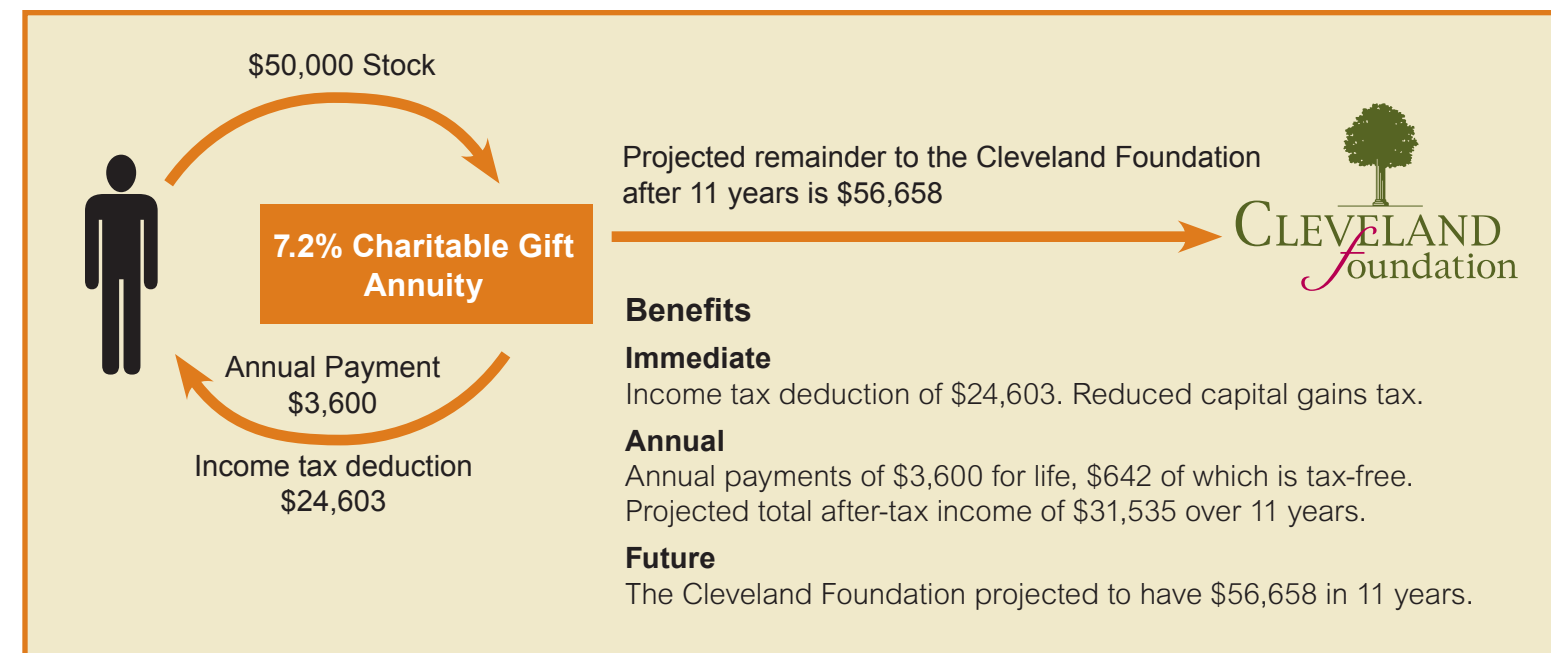 $50,000 Stock
7.2% Charitable Gift
Annuity
Annual Payment
$3,600
Income tax deduction
$24,603
Projected remainder to the Cleveland Foundation
after 11 years is $56,658
CLEVELAND
foundation
Benefits
Immediate
Income tax deduction of $24,603. Reduced capital gains tax.
Annual
Annual payments of $3,600 for life, $642 of which is tax-free.
Projected total after-tax income of $31,535 over 11 years.
Future
The Cleveland Foundation projected to have $56,658 in 11 years.